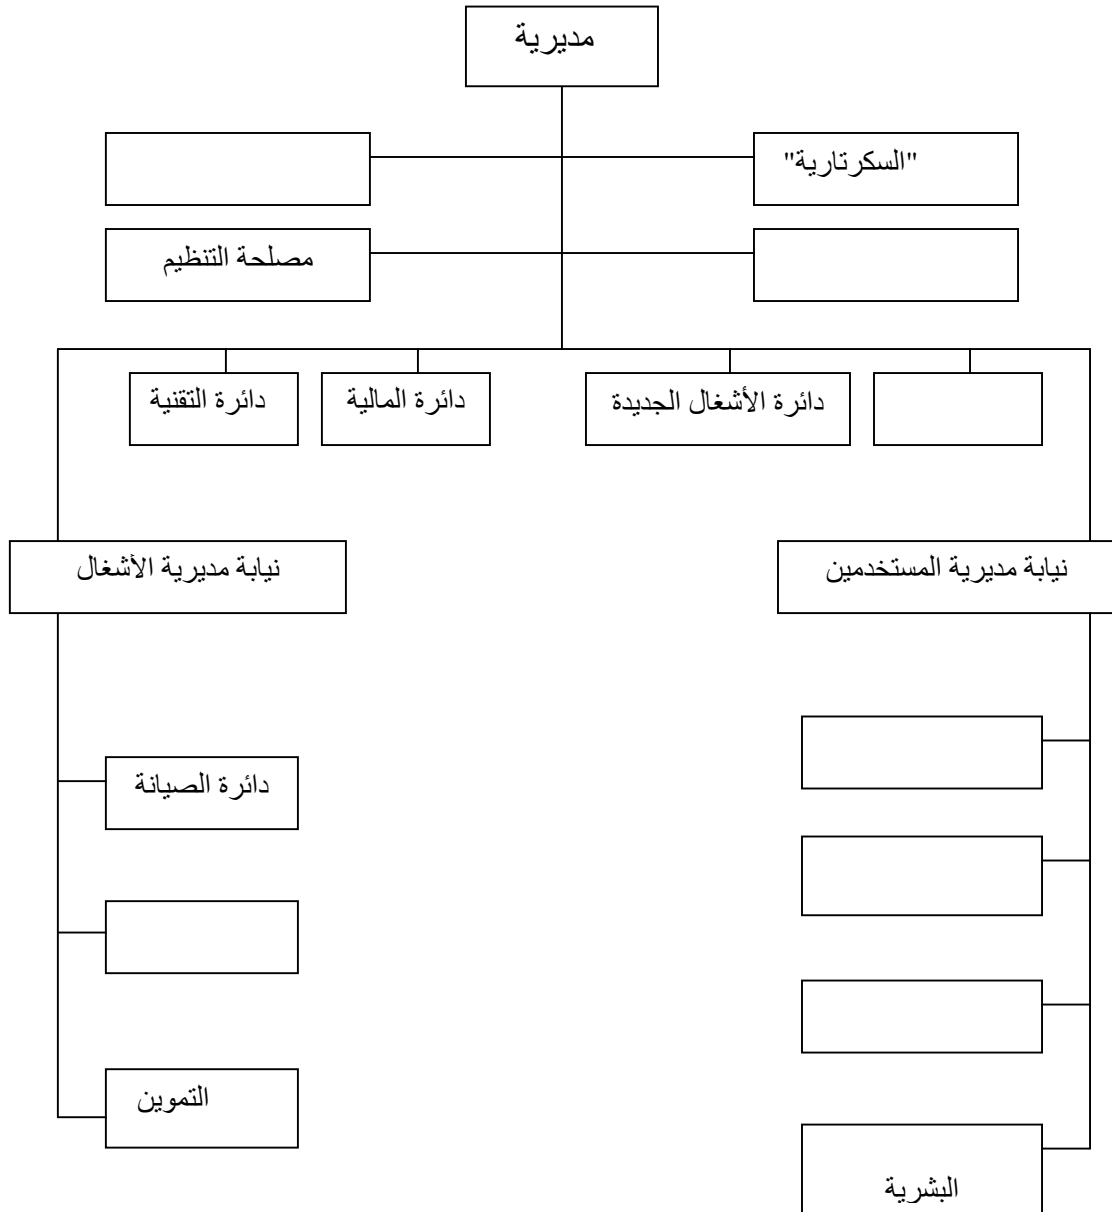 مديرية
"السكرتارية"
مصلحة التنظيم
دائرة الأشغال الجديدة
دائرة المالية
دائرة التقنية
نيابة مديرية المستخدمين
نيابة مديرية الأشغال
دائرة الصيانة
التموين
البشرية